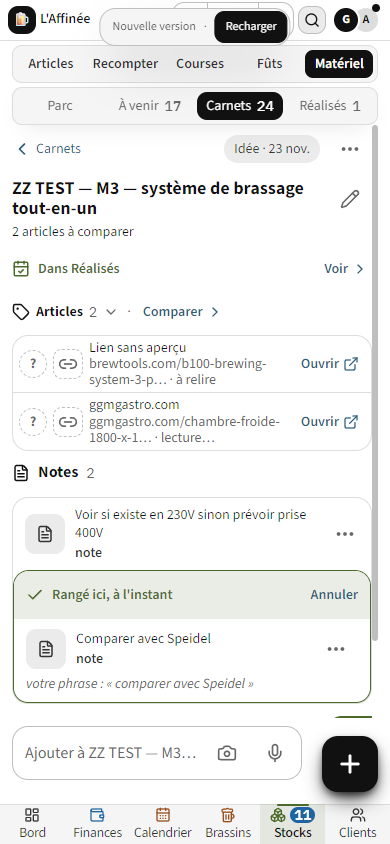 L'Affinée
Nouvelle version ·
Recharger
G
A
Articles
Recompter
Courses
Fûts
Matériel
Parc
À venir 17
Carnets 24
Réalisés 1
Carnets
Idée · 23 nov.
ZZ TEST — M3 — système de brassage
tout-en-un
2 articles à comparer
Dans Réalisés
Voir
Articles 2
· Comparer
?
Lien sans aperçu
brewtools.com/b100-brewing-
system-3-p… · à relire
Ouvrir
?
ggmgastro.com
ggmgastro.com/chambre-froide-
1800-x-1… · lecture…
Ouvrir
Notes 2
Voir si existe en 230V sinon prévoir prise
400V
note
Rangé ici, à l'instant
Annuler
Comparer avec Speidel
note
votre phrase : « comparer avec Speidel »
Ajouter à ZZ TEST — M3…
Bord
Finances
Calendrier
Brassins
11
Stocks
Clients